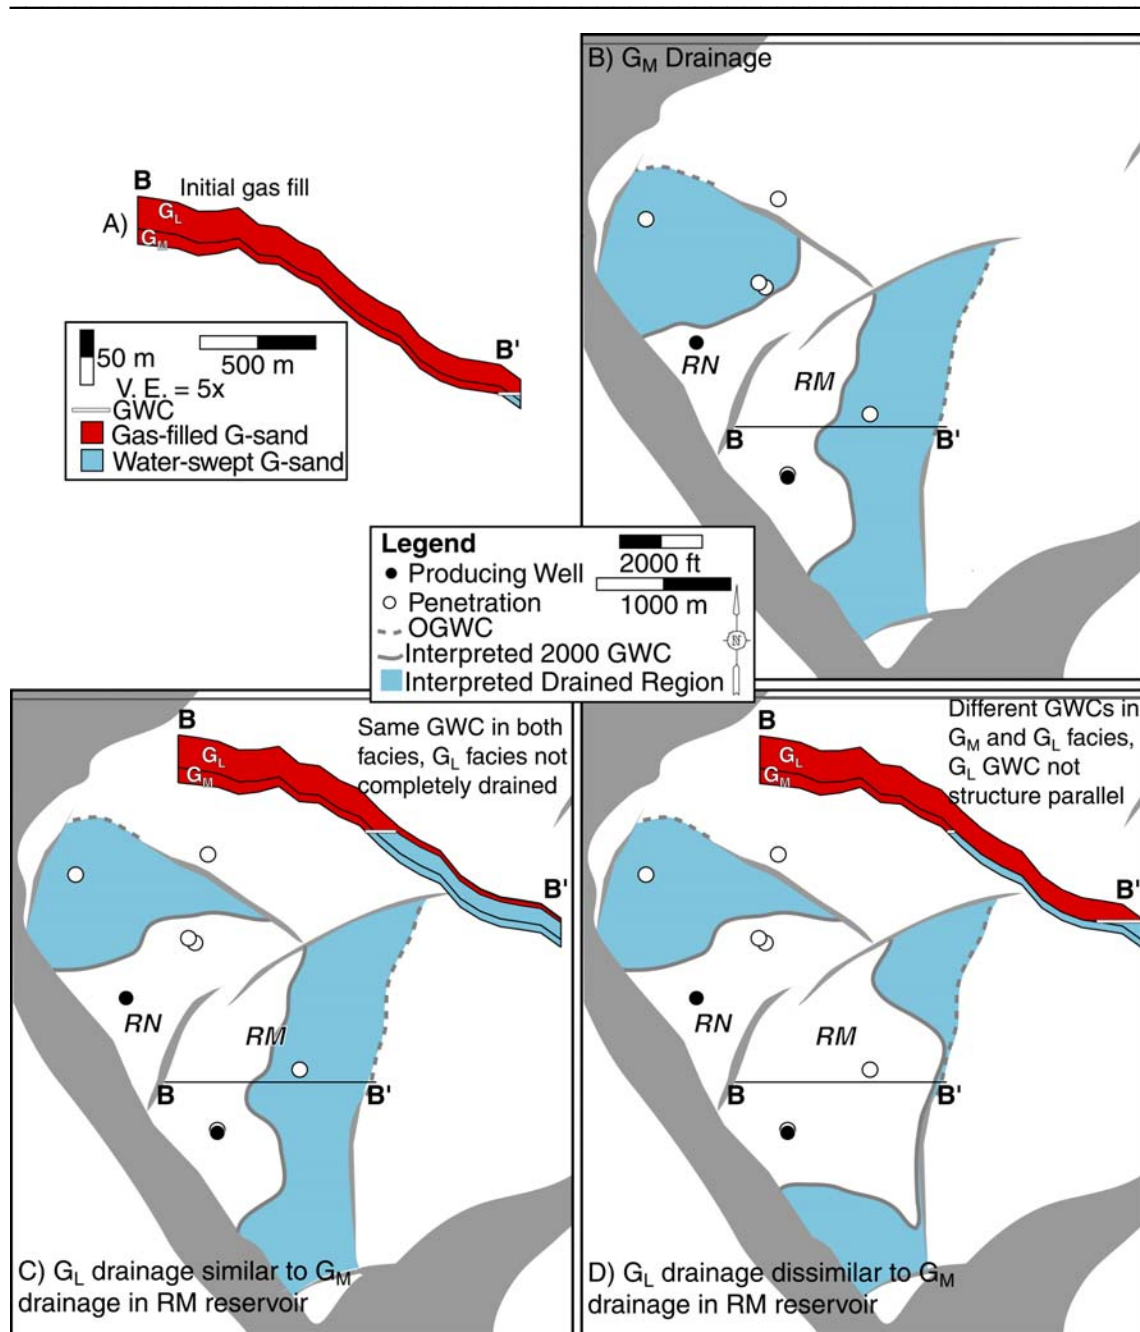 B) GM Drainage
B
Initial gas fill
A)
GL
GM
B'
50 m
500 m
V. E. = 5x
GWC
Gas-filled G-sand
Water-swept G-sand
RN
RM
B
B'
Legend
Producing Well
Penetration
OGWC
Interpreted 2000 GWC
Interpreted Drained Region
2000 ft
1000 m
N
B
Same GWC in both
facies, GL facies not
completely drained
GL
GM
B'
RN
RM
B
B'
C) GL drainage similar to GM
drainage in RM reservoir
B
Different GWCs in
GM and GL facies,
GL GWC not
structure parallel
GL
GM
B'
RN
RM
B
B'
D) GL drainage dissimilar to GM
drainage in RM reservoir